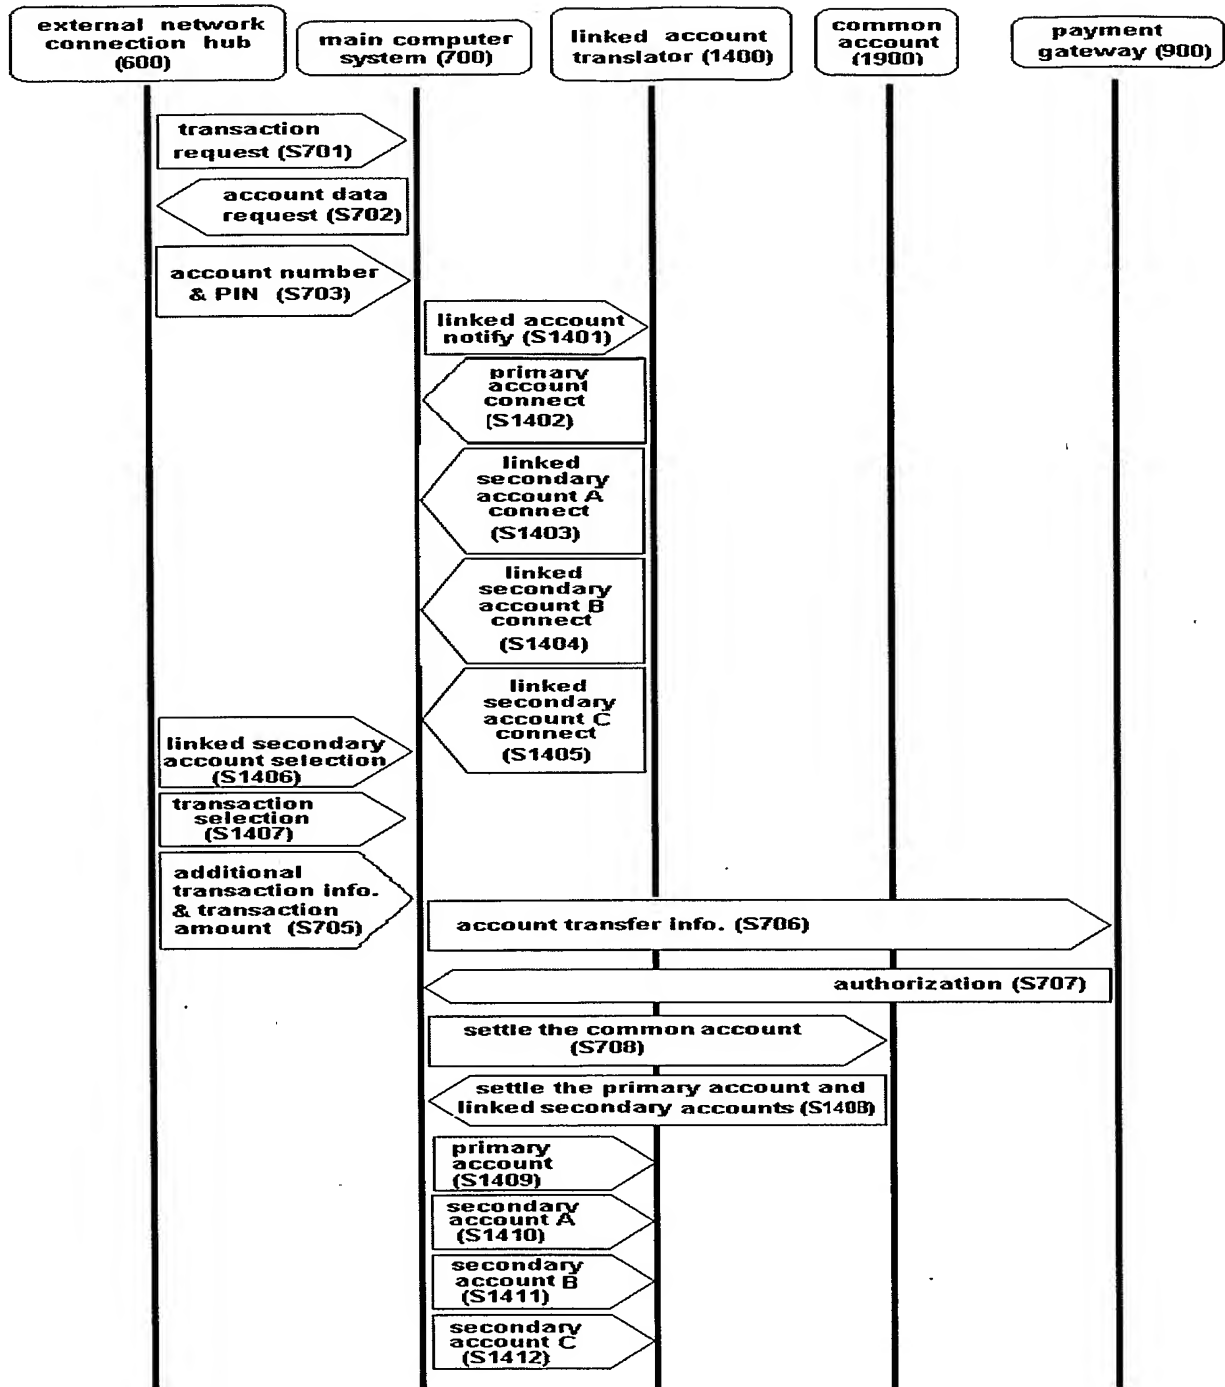 external network
connection hub
(600)
main computer
system (700)
linked account
translator (1400)
common
account
(1900)
payment
gateway (900)
transaction
request (S701)
account data
request (S702)
account number
& PIN (S703)
linked account
notify (S1401)
primary
account
connect
(S1402)
linked
secondary
account A
connect
(S1403)
linked
secondary
account B
connect
(S1404)
linked
secondary
account C
connect
(S1405)
linked secondary
account selection
(S1406)
transaction
selection
(S1407)
additional
transaction info.
& transaction
amount (S705)
account transfer info. (S706)
authorization (S707)
settle the common account
(S708)
settle the primary account and
linked secondary accounts (S1408)
primary
account
(S1409)
secondary
account A
(S1410)
secondary
account B
(S1411)
secondary
account C
(S1412)